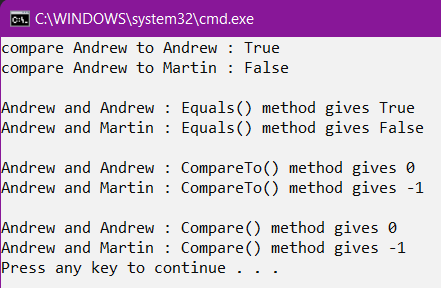 C:\WINDOWS\system32\cmd.exe
compare Andrew to Andrew : True
compare Andrew to Martin : False
Andrew and Andrew : Equals() method gives True
Andrew and Martin : Equals() method gives False
Andrew and Andrew : CompareTo() method gives 0
Andrew and Martin : CompareTo() method gives -1
Andrew and Andrew : Compare() method gives 0
Andrew and Martin : Compare() method gives -1
Press any key to continue . . .